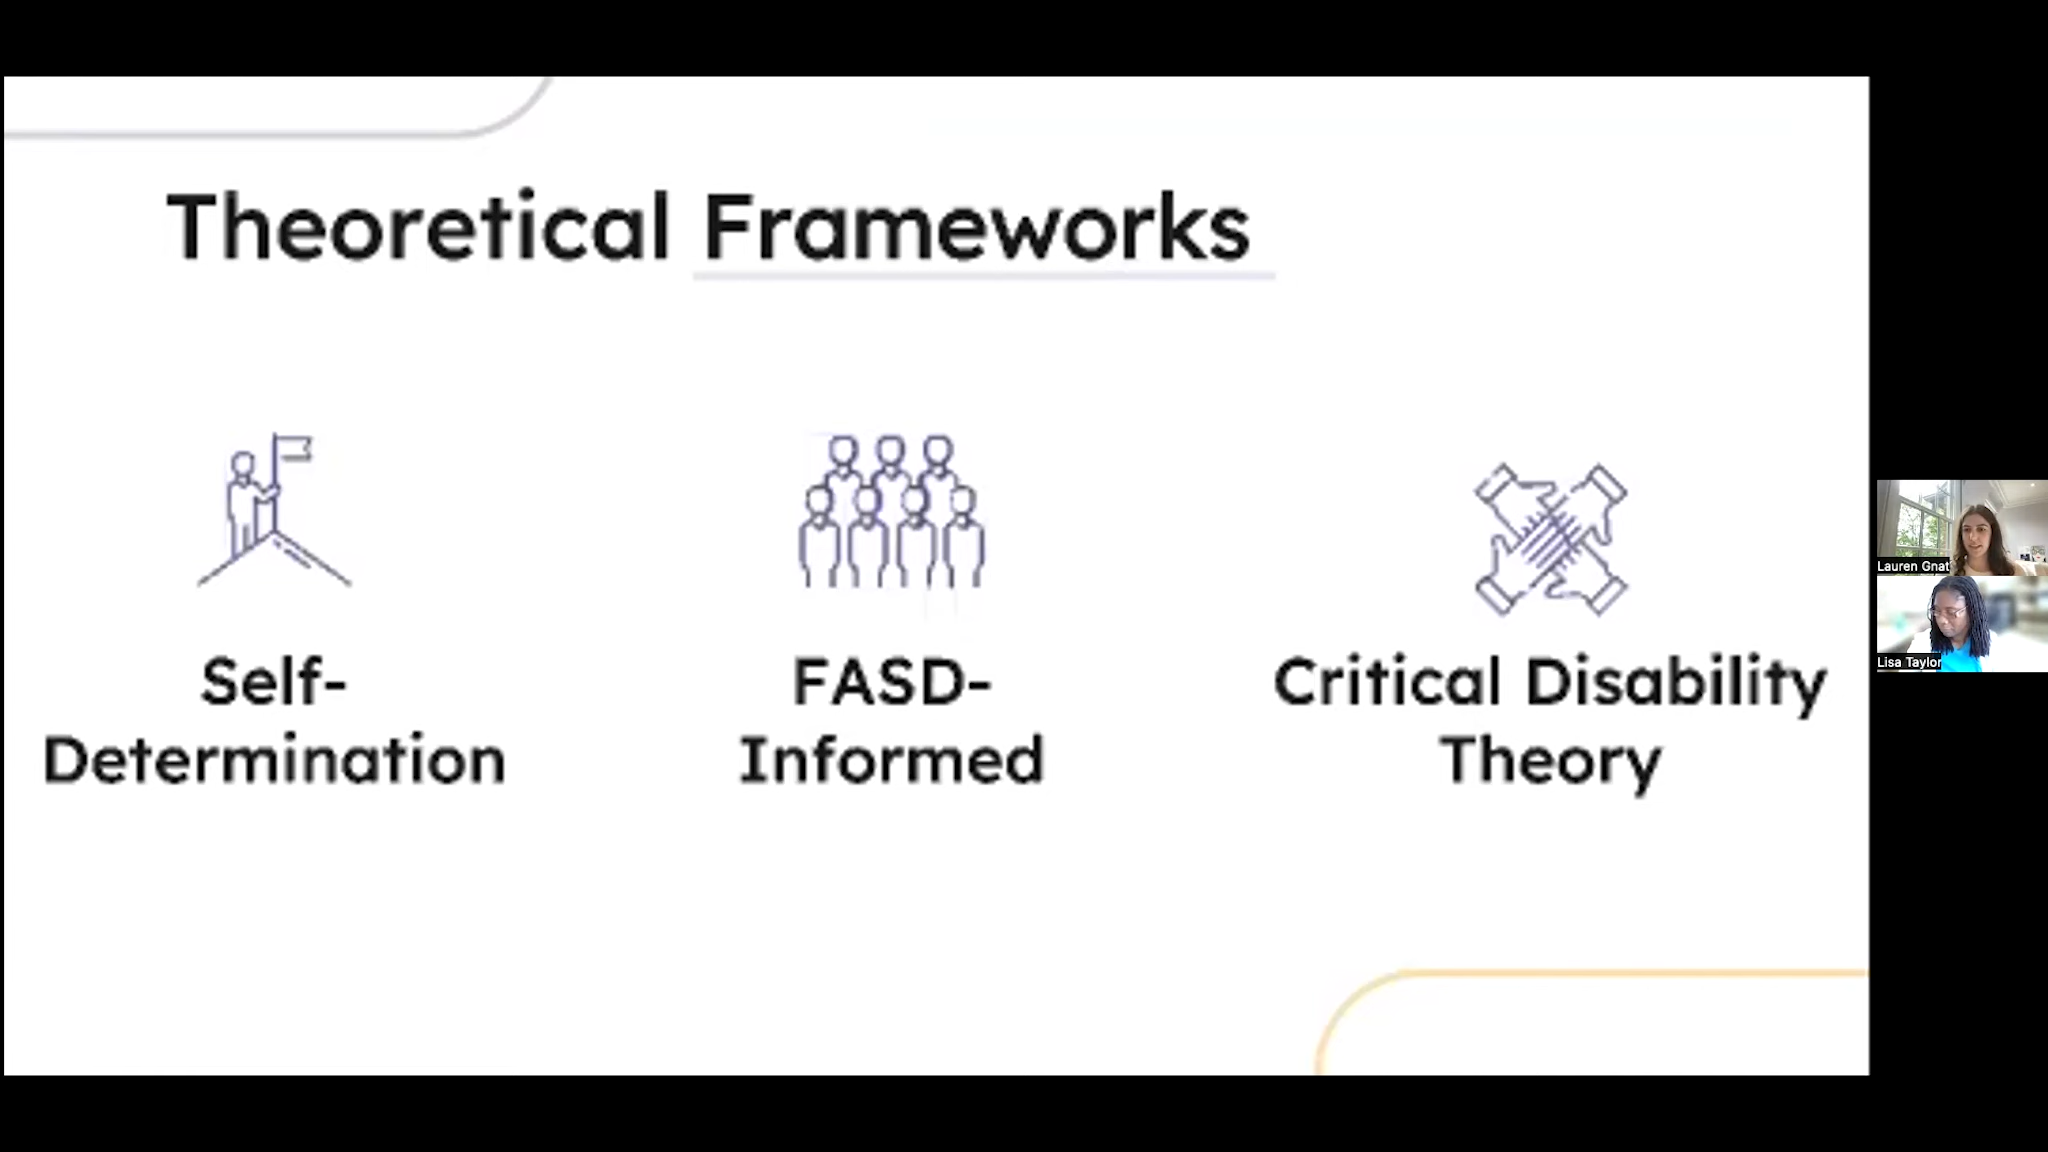 Theoretical Frameworks
Self-
Determination
FASD-
Informed
Critical Disability
Theory
Lauren Gnat
Lisa Taylor